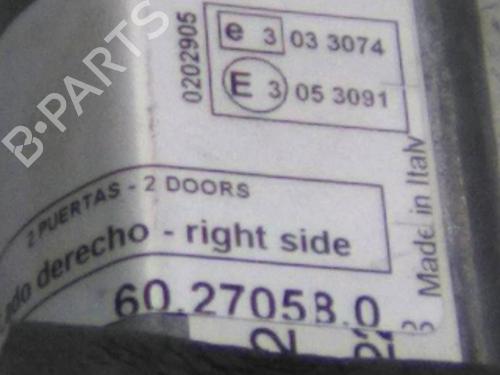 B-PARTS
0202905
e 3 03 3074
E 3 05 3091
Made in Italy
2 PUERTAS - 2 DOORS
derecho - right side
60.27058.0